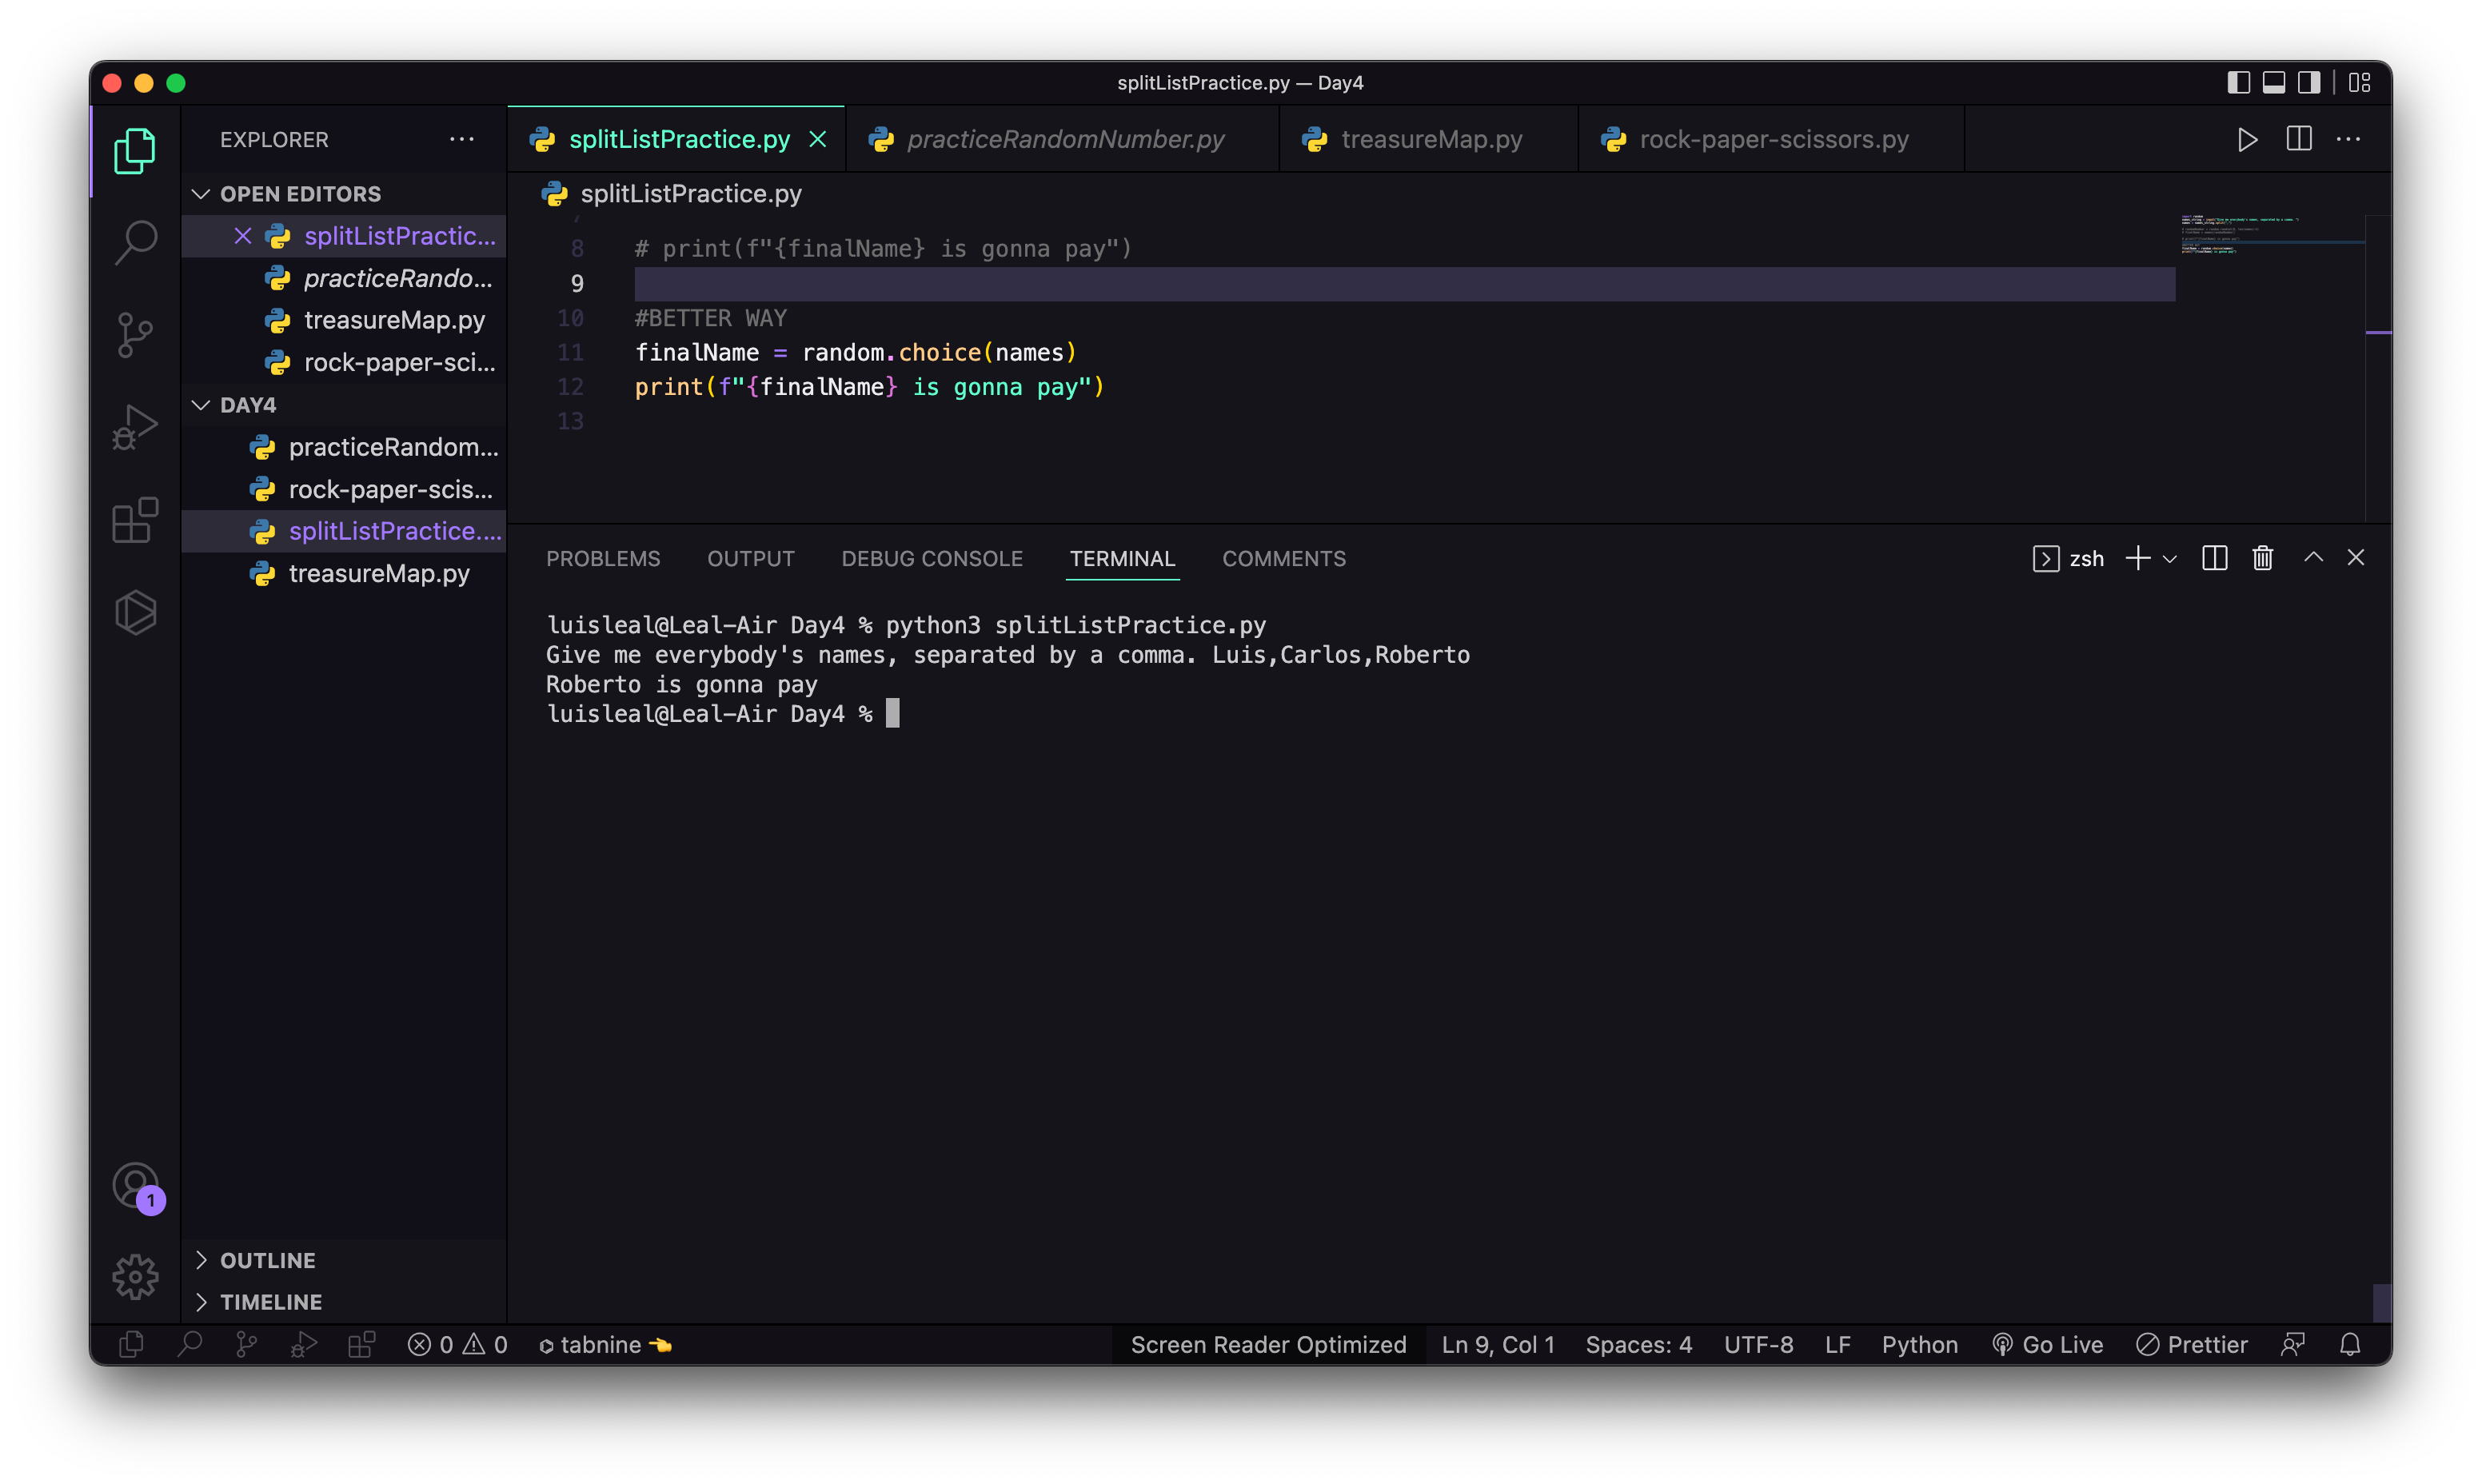 splitListPractice.py — Day4
EXPLORER
OPEN EDITORS
splitListPractic...
practiceRando...
treasureMap.py
rock-paper-sci...
DAY4
practiceRandom...
rock-paper-scis...
splitListPractice....
treasureMap.py
OUTLINE
TIMELINE
1
splitListPractice.py
practiceRandomNumber.py
treasureMap.py
rock-paper-scissors.py
splitListPractice.py
8 # print(f"{finalName} is gonna pay")
9
10 #BETTER WAY
11 finalName = random.choice(names)
12 print(f"{finalName} is gonna pay")
13
PROBLEMS OUTPUT DEBUG CONSOLE TERMINAL COMMENTS
zsh
luisleal@Leal-Air Day4 % python3 splitListPractice.py
Give me everybody's names, separated by a comma. Luis,Carlos,Roberto
Roberto is gonna pay
luisleal@Leal-Air Day4 %
0 0 tabnine Screen Reader Optimized Ln 9, Col 1 Spaces: 4 UTF-8 LF Python Go Live Prettier